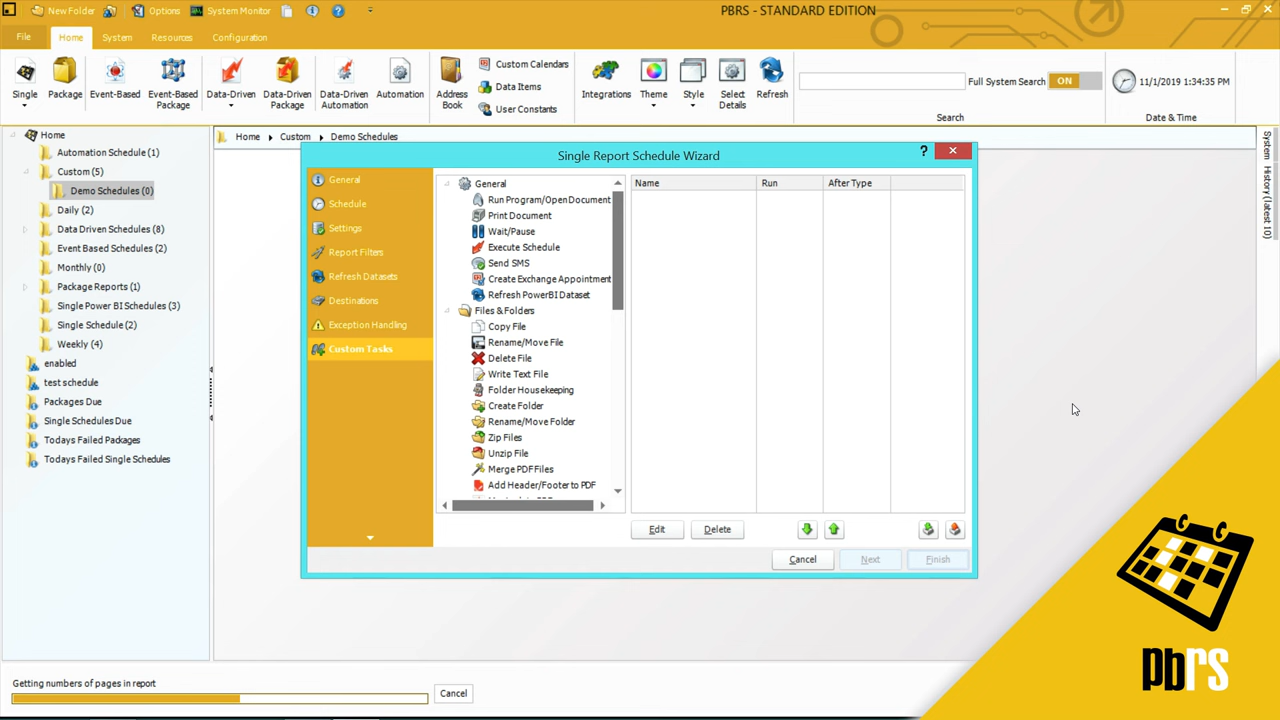 New Folder
Options
System Monitor
PBRS - STANDARD EDITION
File
Home
System
Resources
Configuration
Single
Package
Event-Based
Event-Based
Package
Data-Driven
Data-Driven
Package
Data-Driven
Automation
Automation
Address
Book
Custom Calendars
Data Items
User Constants
Integrations
Theme
Style
Select
Details
Refresh
Full System Search
ON
Search
11/1/2019 1:34:35 PM
Date & Time
Home
Automation Schedule (1)
Custom (5)
Demo Schedules (0)
Daily (2)
Data Driven Schedules (8)
Event Based Schedules (2)
Monthly (0)
Package Reports (1)
Single Power BI Schedules (3)
Single Schedule (2)
Weekly (4)
enabled
test schedule
Packages Due
Single Schedules Due
Todays Failed Packages
Todays Failed Single Schedules
Home
Custom
Demo Schedules
System History (latest 10)
Single Report Schedule Wizard
?
General
Schedule
Settings
Report Filters
Refresh Datasets
Destinations
Exception Handling
Custom Tasks
General
Run Program/Open Document
Print Document
Wait/Pause
Execute Schedule
Send SMS
Create Exchange Appointment
Refresh PowerBI Dataset
Files & Folders
Copy File
Rename/Move File
Delete File
Write Text File
Folder Housekeeping
Create Folder
Rename/Move Folder
Zip Files
Unzip File
Merge PDF Files
Add Header/Footer to PDF
Name
Run
After Type
Edit
Delete
Cancel
Next
Finish
Getting numbers of pages in report
Cancel
pbrs